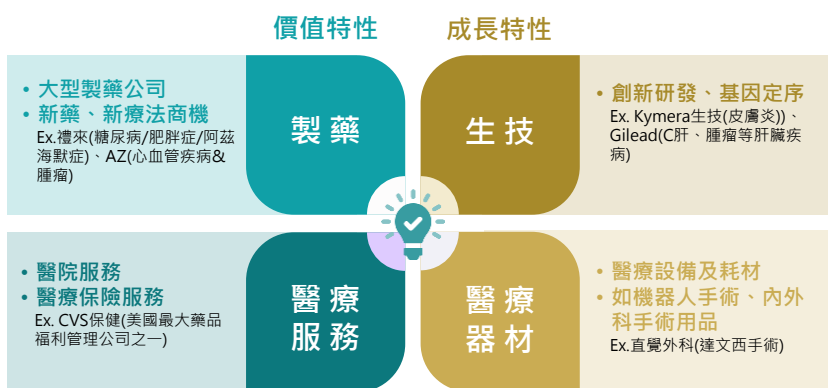 價值特性
成長特性
• 大型製藥公司
• 新藥、新療法商機
Ex.禮來(糖尿病/肥胖症/阿茲
海默症)、AZ(心血管疾病&
腫瘤)
製藥
生技
• 創新研發、基因定序
Ex. Kymera生技(皮膚炎))、
Gilead(C肝、腫瘤等肝臟疾
病)
• 醫院服務
• 醫療保險服務
Ex. CVS保健(美國最大藥品
福利管理公司之一)
醫療
服務
醫療
器材
• 醫療設備及耗材
• 如機器人手術、內外
科手術用品
Ex.直覺外科(達文西手術)